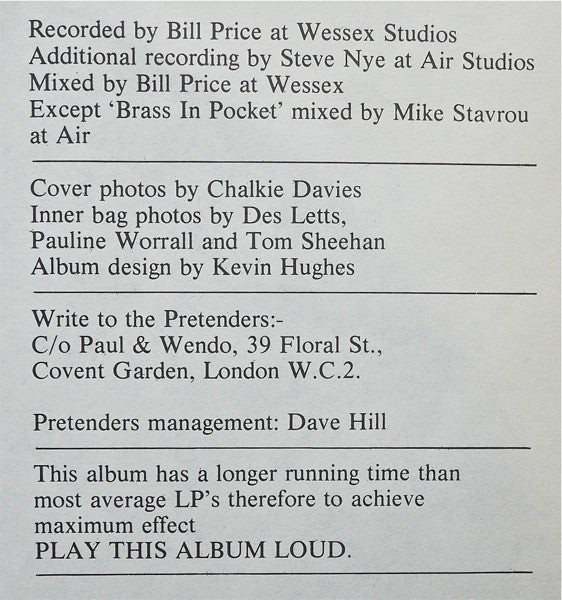 Recorded by Bill Price at Wessex Studios
Additional recording by Steve Nye at Air Studios
Mixed by Bill Price at Wessex
Except ‘Brass In Pocket’ mixed by Mike Stavrou
at Air
Cover photos by Chalkie Davies
Inner bag photos by Des Letts,
Pauline Worrall and Tom Sheehan
Album design by Kevin Hughes
Write to the Pretenders:-
C/o Paul & Wendo, 39 Floral St.,
Covent Garden, London W.C.2.
Pretenders management: Dave Hill
This album has a longer running time than
most average LP’s therefore to achieve
maximum effect
PLAY THIS ALBUM LOUD.